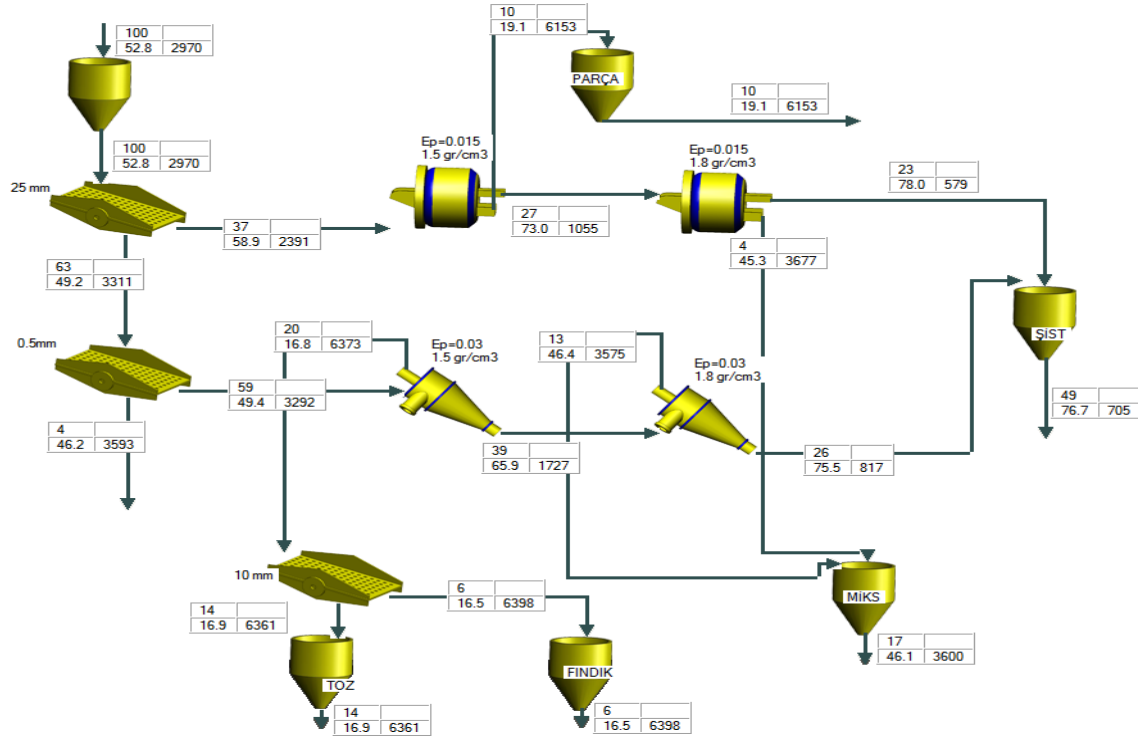 100
52.8 2970
10
19.1 6153
PARÇA
10
19.1 6153
100
52.8 2970
Ep=0.015
1.5 gr/cm3
Ep=0.015
1.8 gr/cm3
23
78.0 579
25 mm
37
58.9 2391
27
73.0 1055
4
45.3 3677
63
49.2 3311
ŞİST
20
16.8 6373
Ep=0.03
1.5 gr/cm3
13
46.4 3575
Ep=0.03
1.8 gr/cm3
0.5mm
59
49.4 3292
49
76.7 705
4
46.2 3593
39
65.9 1727
26
75.5 817
10 mm
6
16.5 6398
MiKS
14
16.9 6361
17
46.1 3600
TOZ
FINDIK
14
16.9 6361
6
16.5 6398